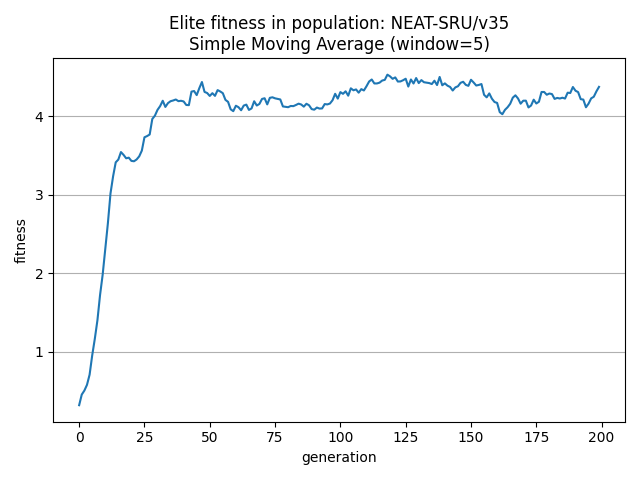 Elite fitness in population: NEAT-SRU/v35
Simple Moving Average (window=5)
fitness
4
3
2
1
0 25 50 75 100 125 150 175 200
generation